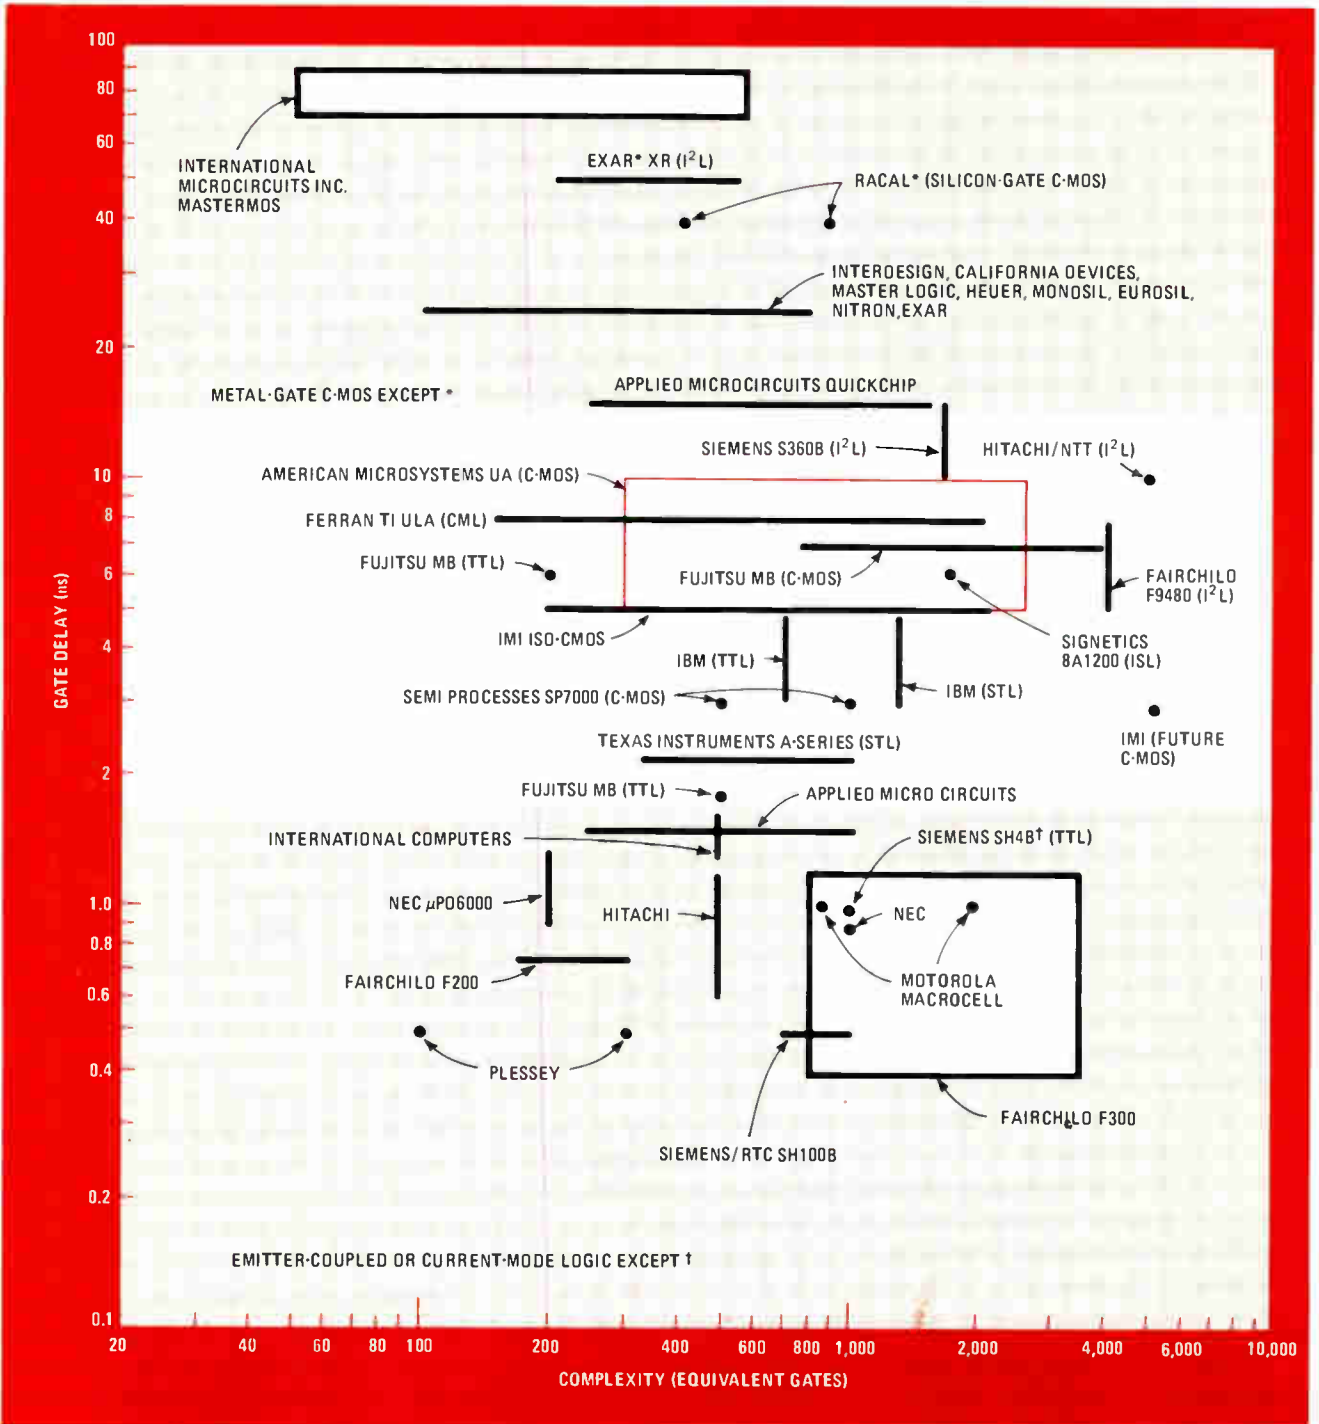 100
80
60
40
20
10
8
6
4
2
1.0
0.8
0.6
0.4
0.2
0.1
GATE DELAY (ns)
INTERNATIONAL
MICROCIRCUITS INC.
MASTERMOS
EXAR* XR (I²L)
RACAL* (SILICON-GATE C-MOS)
INTERDESIGN, CALIFORNIA DEVICES,
MASTER LOGIC, HEUER, MONOSIL, EUROSIL,
NITRON, EXAR
METAL-GATE C-MOS EXCEPT *
APPLIED MICROCIRCUITS QUICKCHIP
SIEMENS S360B (I²L)
HITACHI/NTT (I²L)
AMERICAN MICROSYSTEMS UA (C-MOS)
FERRAN TI ULA (CML)
FUJITSU MB (TTL)
FUJITSU MB (C-MOS)
FAIRCHILO
F9480 (I²L)
IMI ISO-CMOS
SIGNETICS
8A1200 (ISL)
IBM (TTL)
IBM (STL)
SEMI PROCESSES SP7000 (C-MOS)
IMI (FUTURE
C-MOS)
TEXAS INSTRUMENTS A-SERIES (STL)
FUJITSU MB (TTL)
APPLIED MICRO CIRCUITS
INTERNATIONAL COMPUTERS
SIEMENS SH4B† (TTL)
NEC µPO6000
HITACHI
NEC
FAIRCHILO F200
MOTOROLA
MACROCELL
PLESSEY
FAIRCHILO F300
SIEMENS/RTC SH100B
EMITTER-COUPLED OR CURRENT-MODE LOGIC EXCEPT †
20 40 60 80 100 200 400 600 800 1,000 2,000 4,000 6,000 10,000
COMPLEXITY (EQUIVALENT GATES)